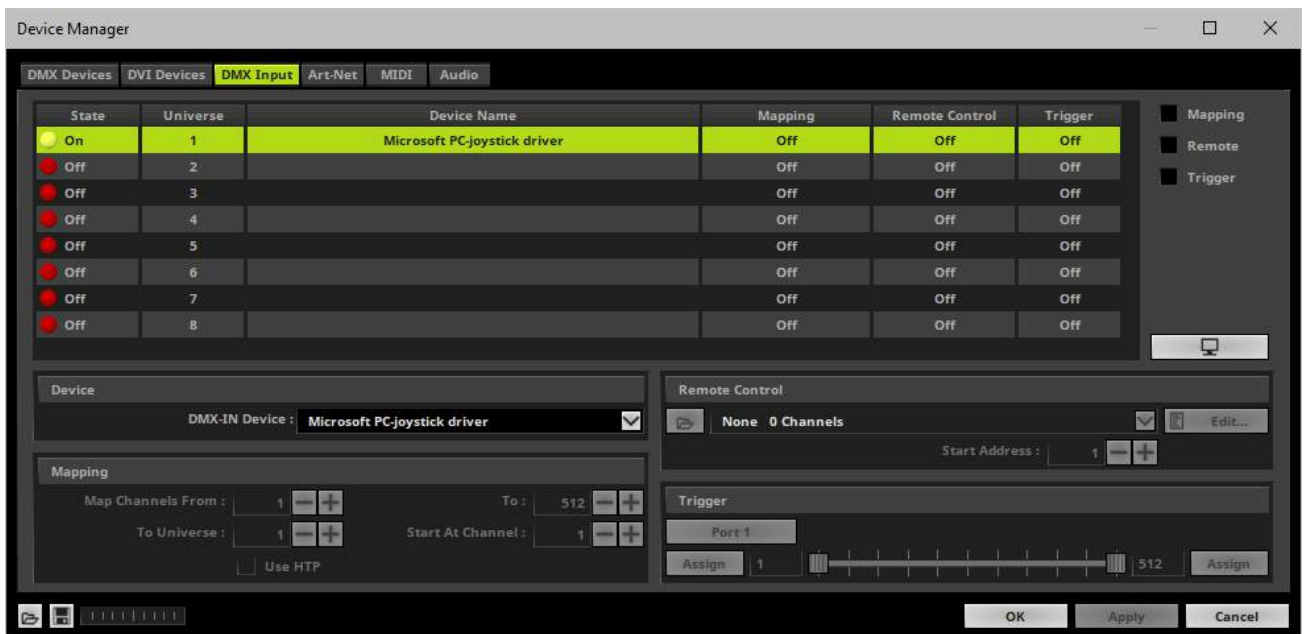 Device Manager
DMX Devices DVI Devices DMX Input Art-Net MIDI Audio
State Universe Device Name Mapping Remote Control Trigger
On 1 Microsoft PC-joystick driver Off Off Off
Off 2 Off Off Off
Off 3 Off Off Off
Off 4 Off Off Off
Off 5 Off Off Off
Off 6 Off Off Off
Off 7 Off Off Off
Off 8 Off Off Off
Mapping
Remote
Trigger
Device
DMX-IN Device : Microsoft PC-joystick driver
Mapping
Map Channels From : 1 To : 512
To Universe : 1 Start At Channel : 1
Use HTP
Remote Control
None 0 Channels Edit...
Start Address : 1
Trigger
Port 1
Assign 1 512 Assign
OK Apply Cancel